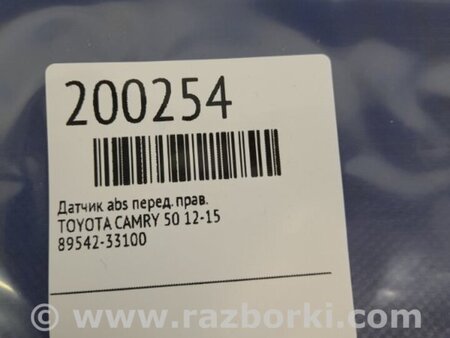 200254
Датчик abs перед. прав.
TOYOTA CAMRY 50 12-15
89542-33100
© www.razborki.com